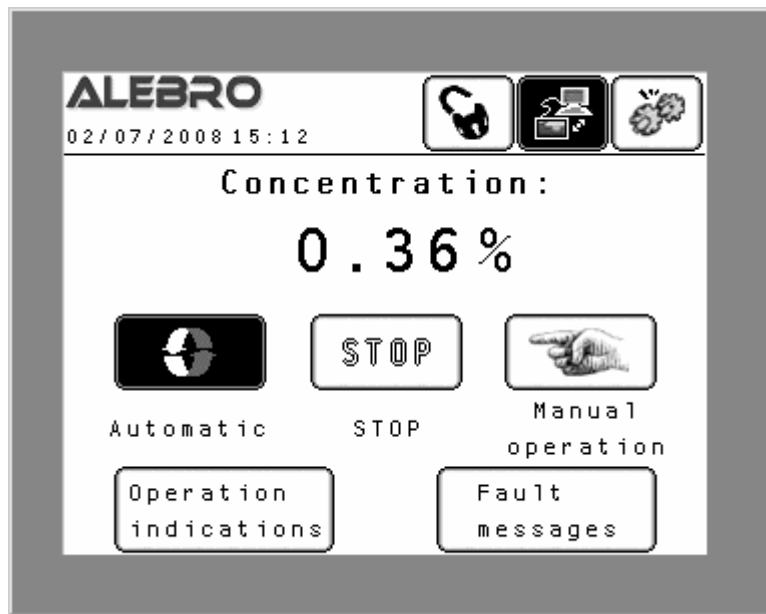 ALEBRO
02/07/2008 15:12
Concentration:
0.36%
STOP
Automatic
STOP
Manual
operation
Operation
indications
Fault
messages